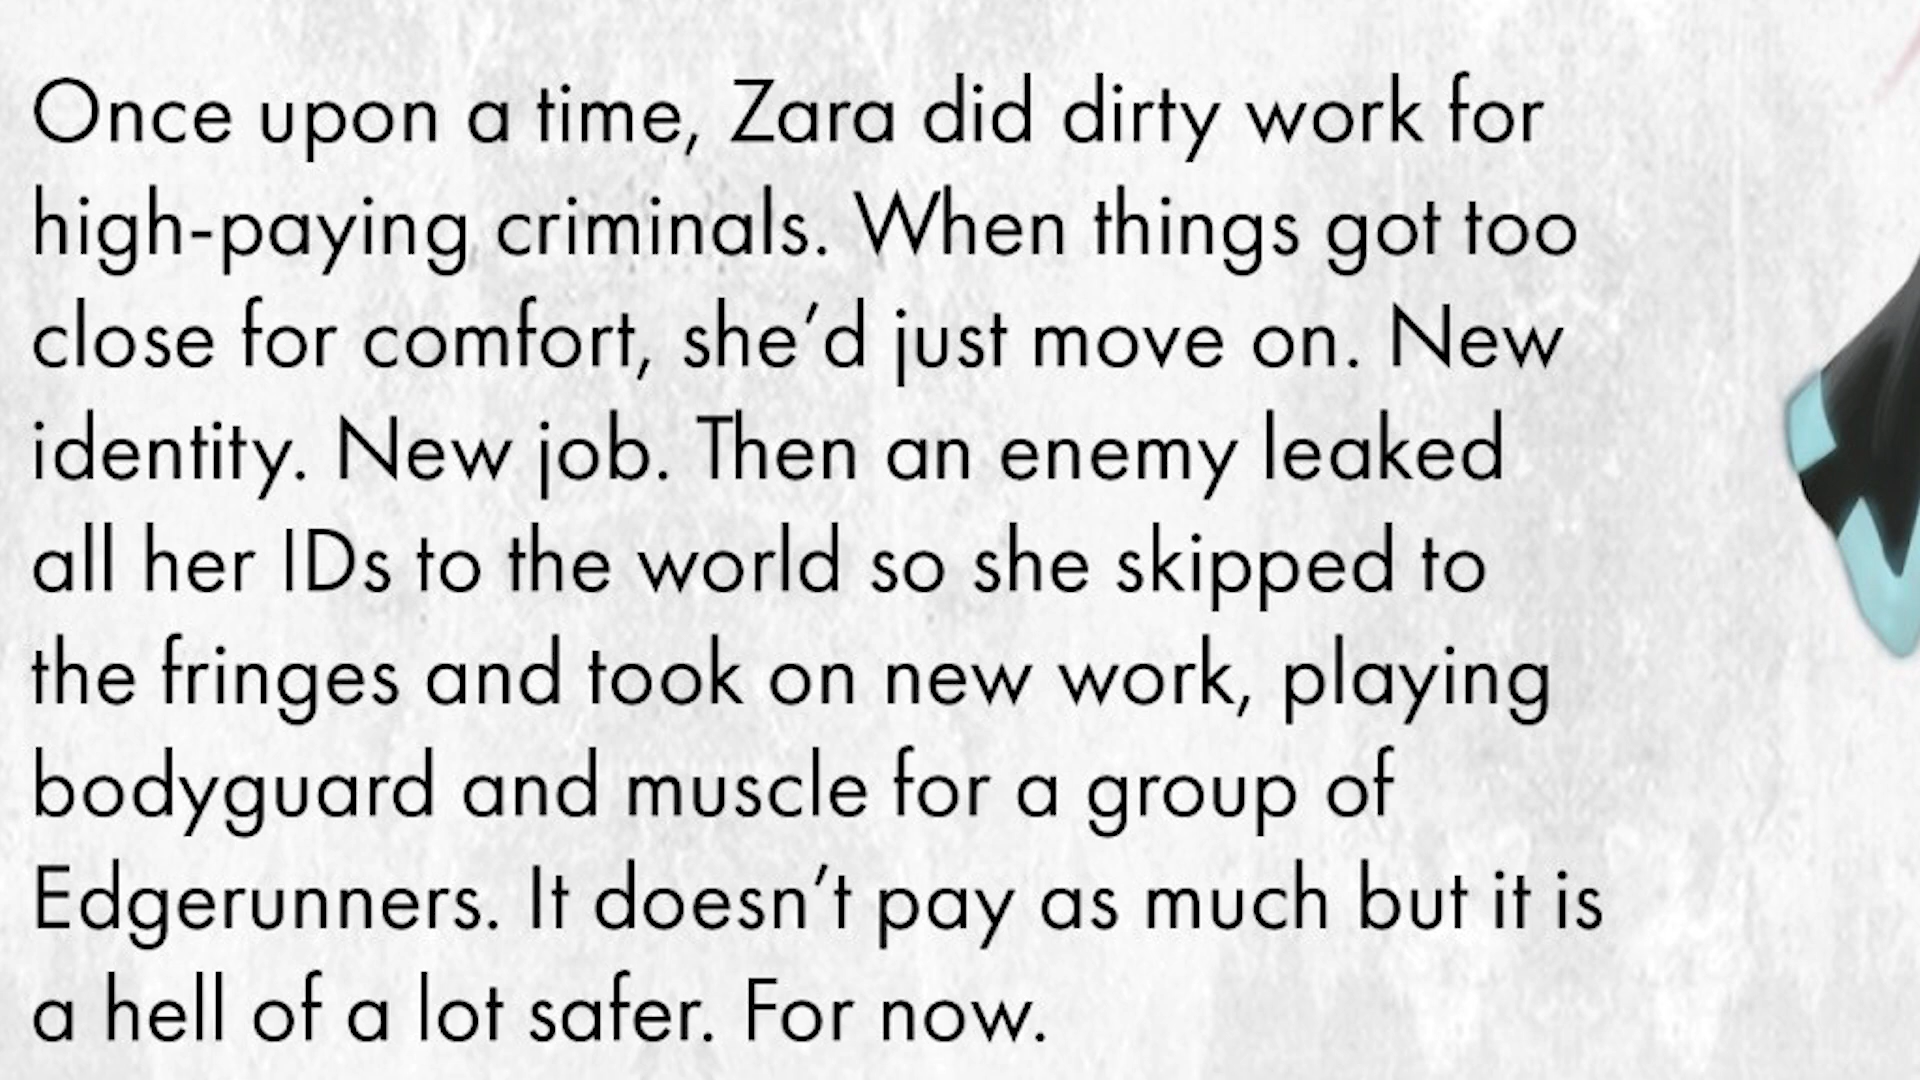 Once upon a time, Zara did dirty work for
high-paying criminals. When things got too
close for comfort, she’d just move on. New
identity. New job. Then an enemy leaked
all her IDs to the world so she skipped to
the fringes and took on new work, playing
bodyguard and muscle for a group of
Edgerunners. It doesn’t pay as much but it is
a hell of a lot safer. For now.